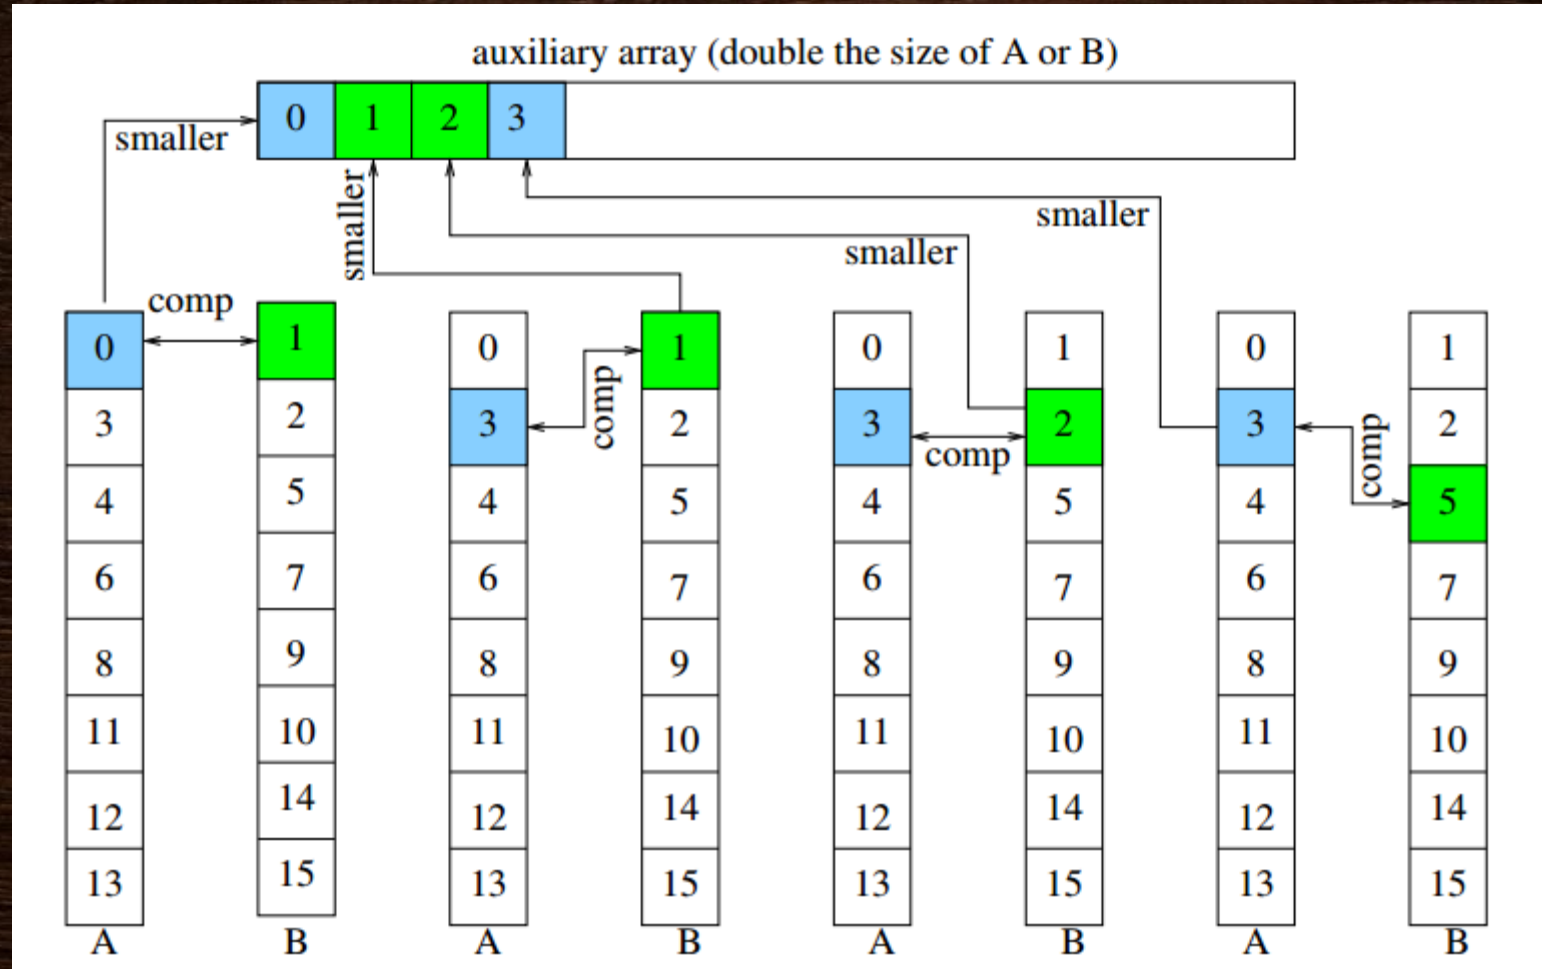 auxiliary array (double the size of A or B)
0 1 2 3
smaller
smaller
smaller
smaller
comp
0 1 0 1 0 1 0 1
comp
3 2 3 2 3 2 3 2
comp
comp
4 5 4 5 4 5 4 5
6 7 6 7 6 7 6 7
8 9 8 9 8 9 8 9
11 10 11 10 11 10 11 10
12 14 12 14 12 14 12 14
13 15 13 15 13 15 13 15
A B A B A B A B